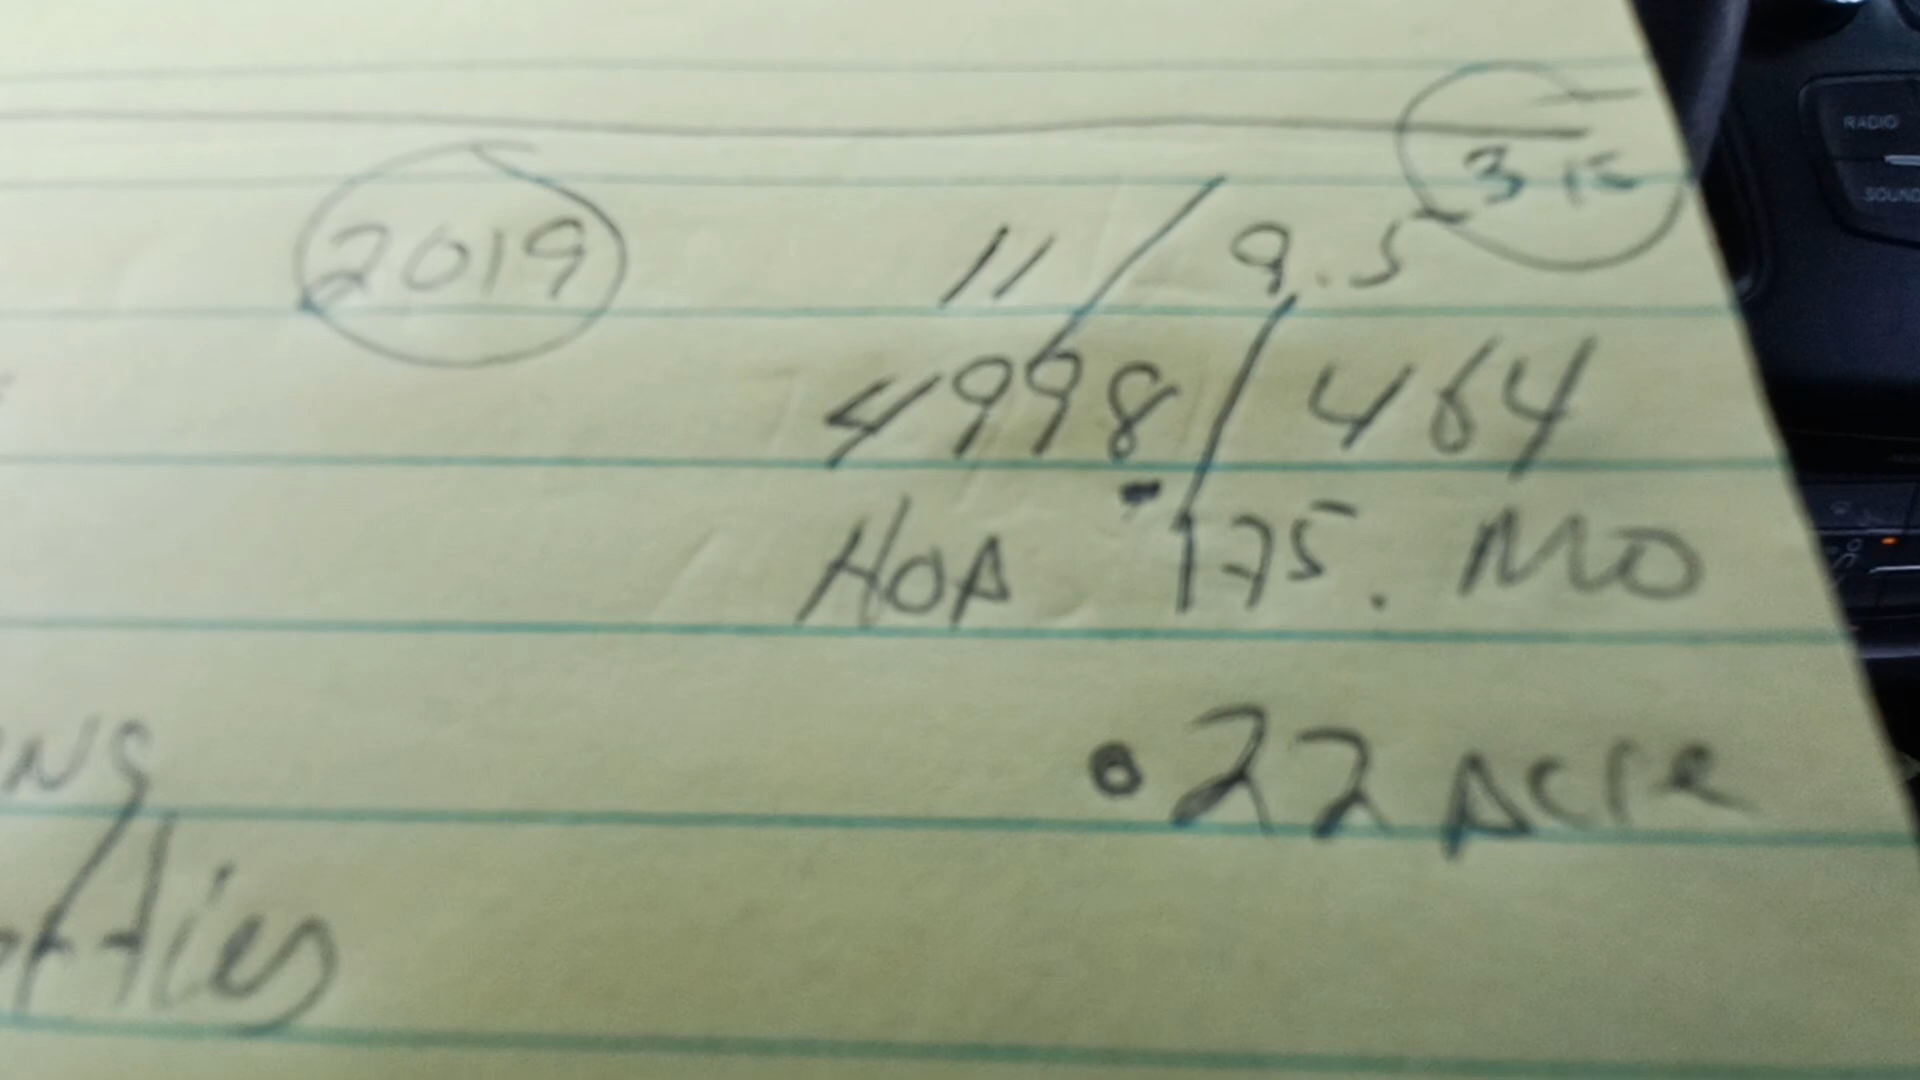 2019 11 / 9.5 3
4998 / 464
HOA 175. MO
.22 Acre
RADIO
SOUND